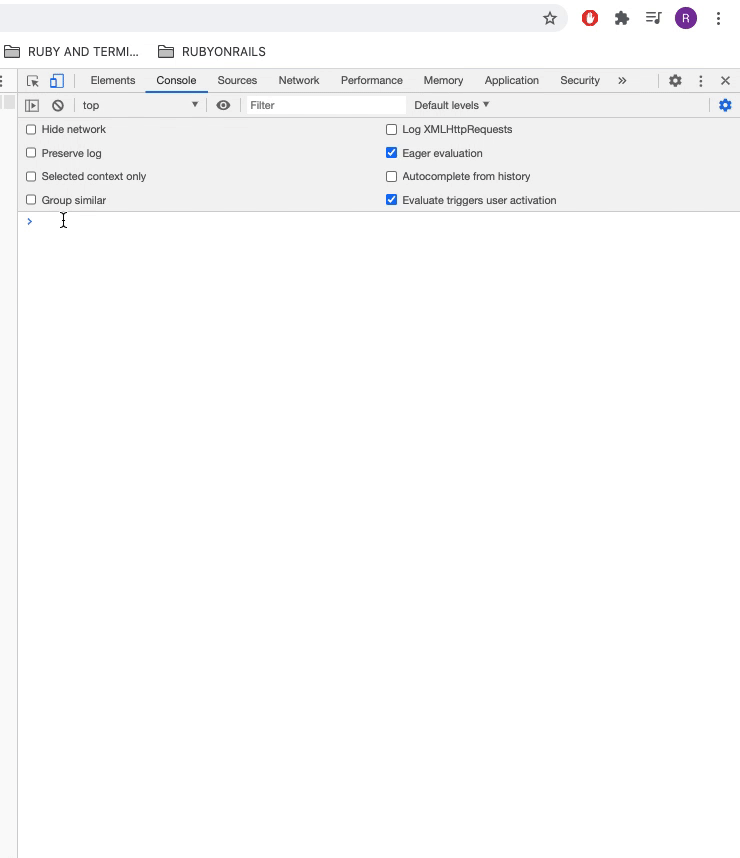 R
RUBY AND TERMI... RUBYONRAILS
Elements Console Sources Network Performance Memory Application Security »
top ▼ Filter Default levels ▼
Hide network Log XMLHttpRequests
Preserve log Eager evaluation
Selected context only Autocomplete from history
Group similar Evaluate triggers user activation
>